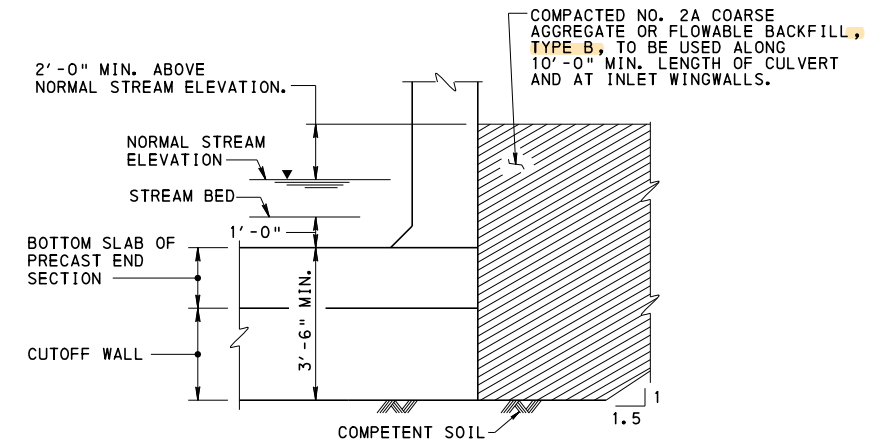 COMPACTED NO. 2A COARSE
AGGREGATE OR FLOWABLE BACKFILL,
TYPE B, TO BE USED ALONG
10'-0" MIN. LENGTH OF CULVERT
AND AT INLET WINGWALLS.
2'-0" MIN. ABOVE
NORMAL STREAM ELEVATION.
NORMAL STREAM
ELEVATION
STREAM BED
1'-0"
BOTTOM SLAB OF
PRECAST END
SECTION
3'-6" MIN.
CUTOFF WALL
1
1.5
COMPETENT SOIL